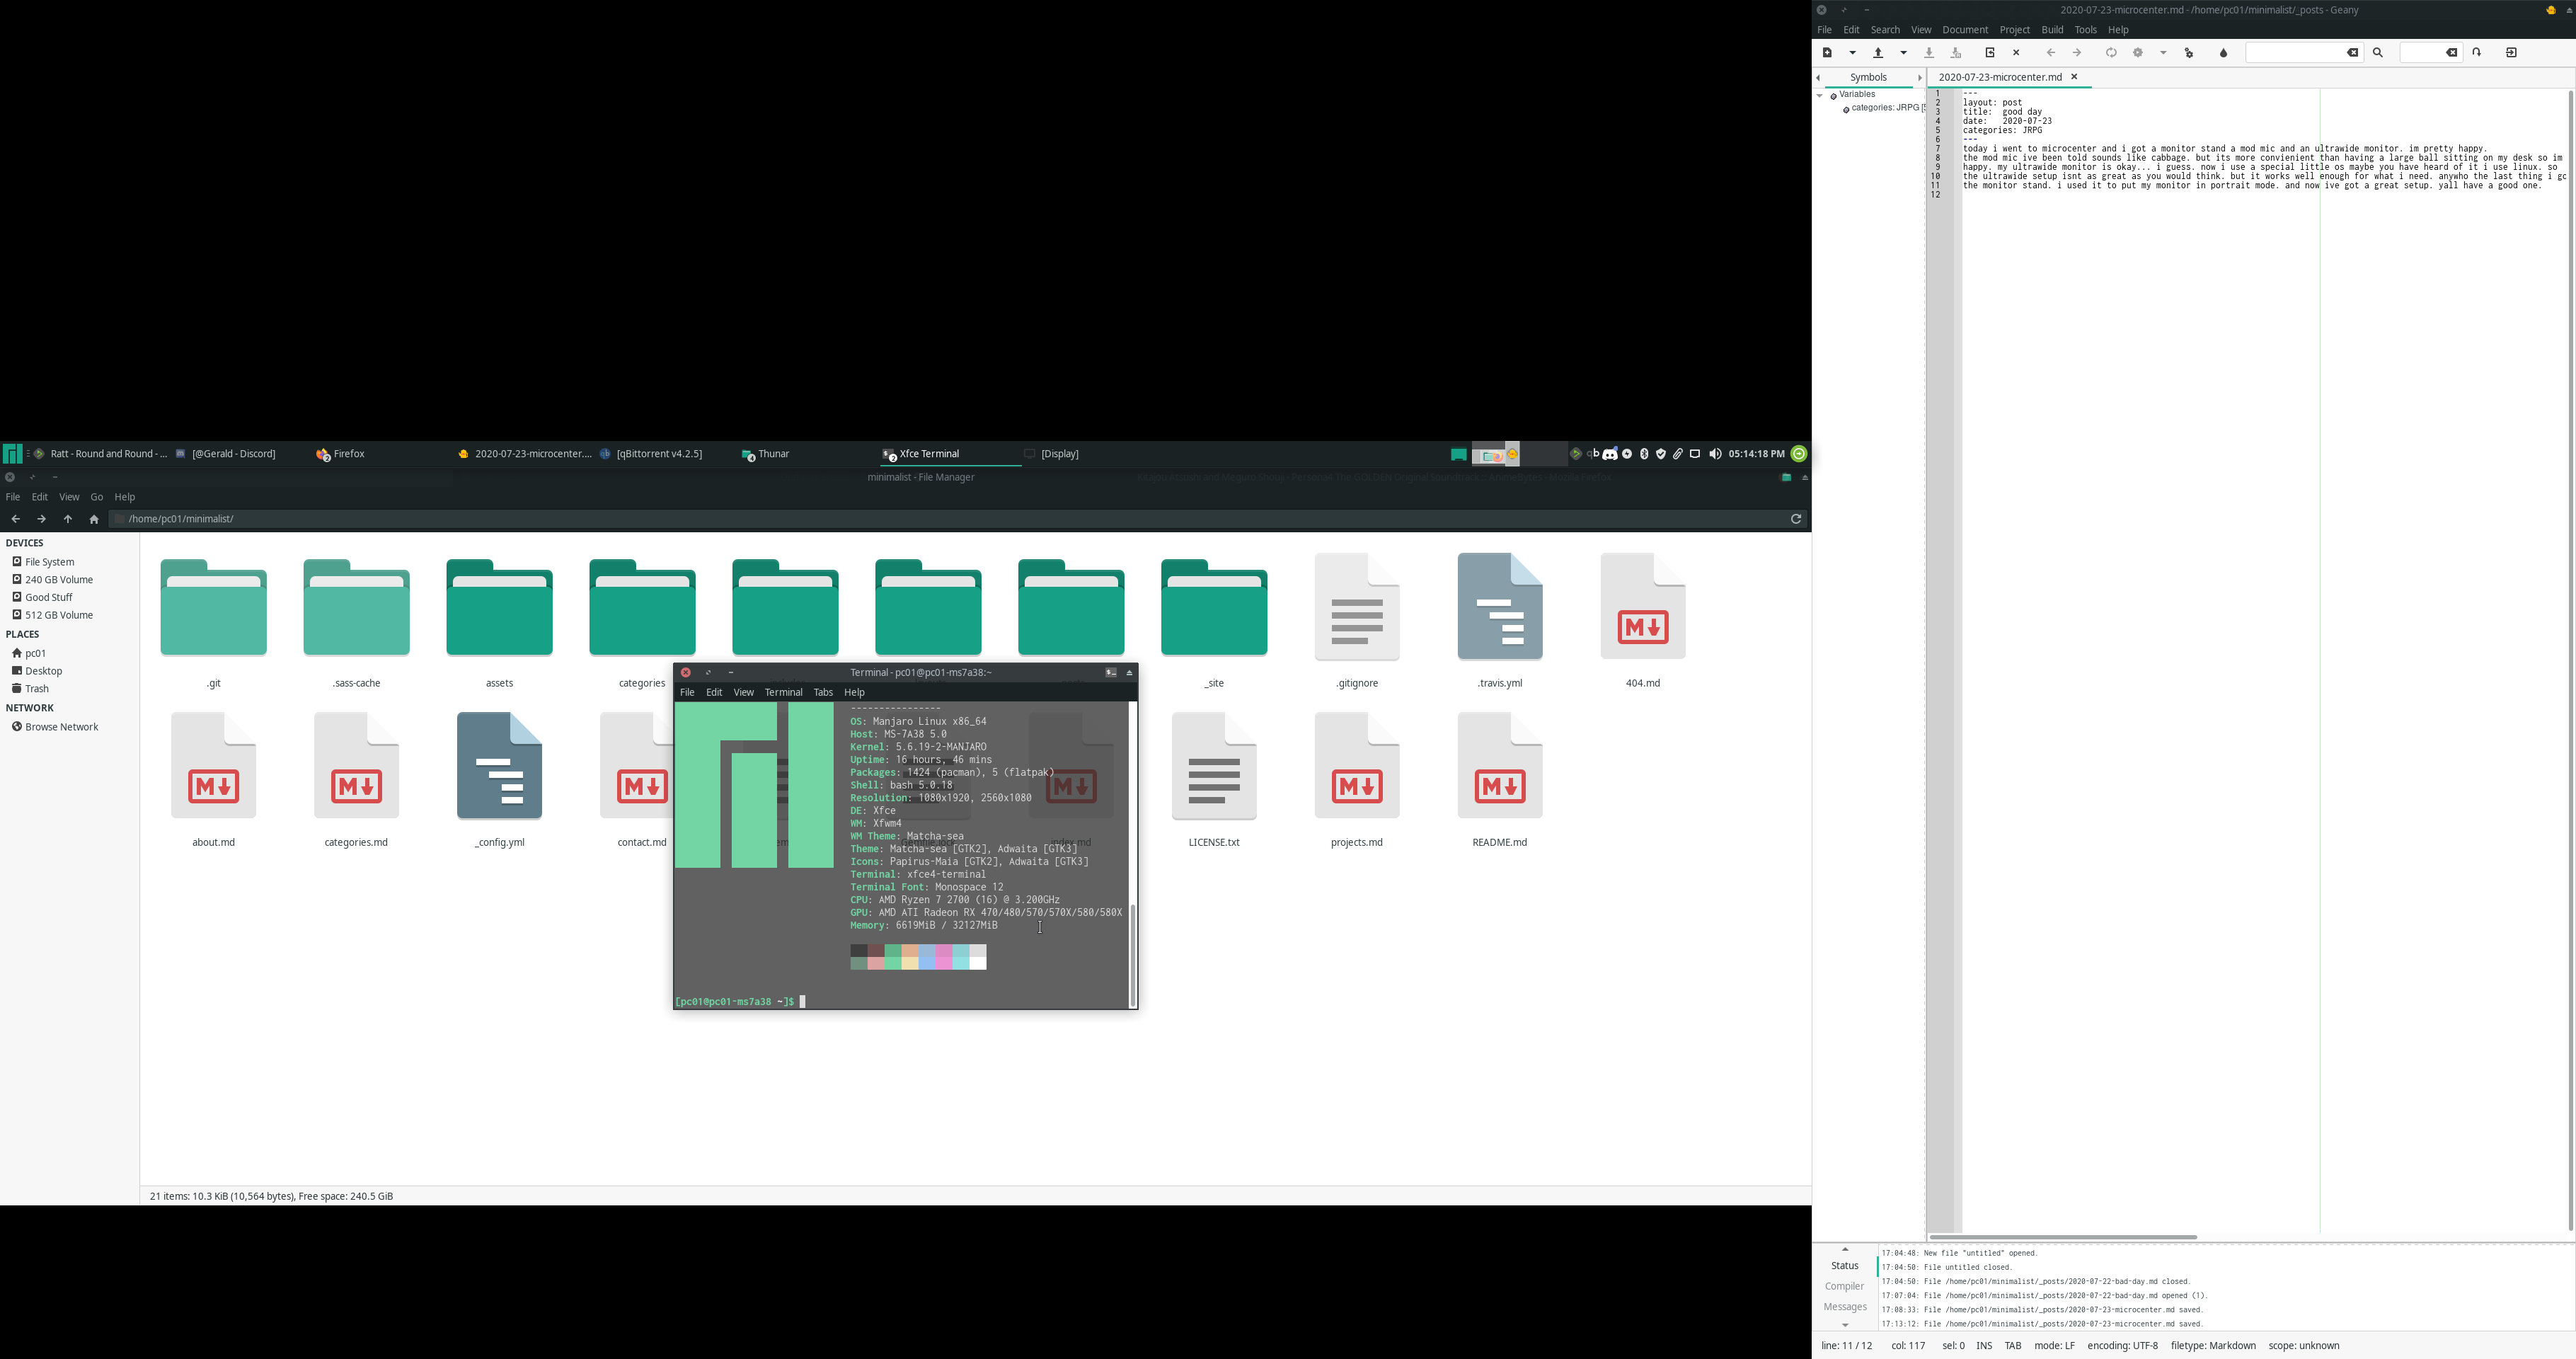 Ratt - Round and Round - ...
[@Gerald - Discord]
Firefox
2020-07-23-microcenter....
[qBittorrent v4.2.5]
Thunar
Xfce Terminal
[Display]
05:14:18 PM
minimalist - File Manager
File Edit View Go Help
/home/pc01/minimalist/
DEVICES
File System
240 GB Volume
Good Stuff
512 GB Volume
PLACES
pc01
Desktop
Trash
NETWORK
Browse Network
.git
.sass-cache
assets
categories
_site
.gitignore
.travis.yml
404.md
about.md
categories.md
_config.yml
contact.md
LICENSE.txt
projects.md
README.md
21 items: 10.3 KiB (10,564 bytes), Free space: 240.5 GiB
Terminal - pc01@pc01-ms7a38:~
File Edit View Terminal Tabs Help
----------------
OS: Manjaro Linux x86_64
Host: MS-7A38 5.0
Kernel: 5.6.19-2-MANJARO
Uptime: 16 hours, 46 mins
Packages: 1424 (pacman), 5 (flatpak)
Shell: bash 5.0.18
Resolution: 1080x1920, 2560x1080
DE: Xfce
WM: Xfwm4
WM Theme: Matcha-sea
Theme: Matcha-sea [GTK2], Adwaita [GTK3]
Icons: Papirus-Maia [GTK2], Adwaita [GTK3]
Terminal: xfce4-terminal
Terminal Font: Monospace 12
CPU: AMD Ryzen 7 2700 (16) @ 3.200GHz
GPU: AMD ATI Radeon RX 470/480/570/570X/580/580X
Memory: 6619MiB / 32127MiB
[pc01@pc01-ms7a38 ~]$
2020-07-23-microcenter.md - /home/pc01/minimalist/_posts - Geany
File Edit Search View Document Project Build Tools Help
Symbols
2020-07-23-microcenter.md
Variables
categories: JRPG [5
1 ---
2 layout: post
3 title:  good day
4 date:   2020-07-23
5 categories: JRPG
6 ---
7 today i went to microcenter and i got a monitor stand a mod mic and an ultrawide monitor. im pretty happy.
8 the mod mic ive been told sounds like cabbage. but its more convienient than having a large ball sitting on my desk so im
9 happy. my ultrawide monitor is okay... i guess. now i use a special little os maybe you have heard of it i use linux. so
10 the ultrawide setup isnt as great as you would think. but it works well enough for what i need. anywho the last thing i go
11 the monitor stand. i used it to put my monitor in portrait mode. and now ive got a great setup. yall have a good one.
12
Status
Compiler
Messages
17:04:48: New file "untitled" opened.
17:04:50: File untitled closed.
17:04:50: File /home/pc01/minimalist/_posts/2020-07-22-bad-day.md closed.
17:07:04: File /home/pc01/minimalist/_posts/2020-07-22-bad-day.md opened (1).
17:08:33: File /home/pc01/minimalist/_posts/2020-07-23-microcenter.md saved.
17:13:12: File /home/pc01/minimalist/_posts/2020-07-23-microcenter.md saved.
line: 11 / 12 col: 117 sel: 0 INS TAB mode: LF encoding: UTF-8 filetype: Markdown scope: unknown